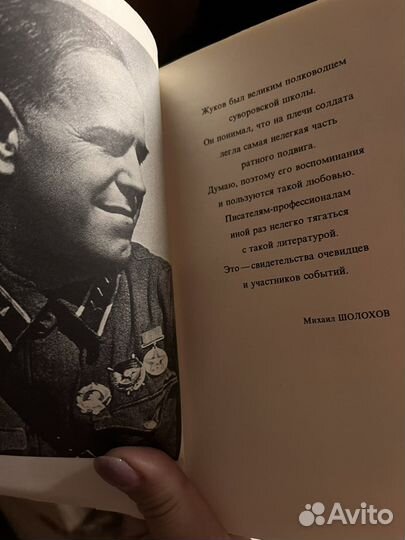 Жуков был великим полководцем
суворовской школы.
Он понимал, что на плечи солдата
легла самая нелегкая часть
ратного подвига.
Думаю, поэтому его воспоминания
и пользуются такой любовью.
Писателям-профессионалам
иной раз нелегко тягаться
с такой литературой.
Это — свидетельства очевидцев
и участников событий.
Михаил ШОЛОХОВ
Avito